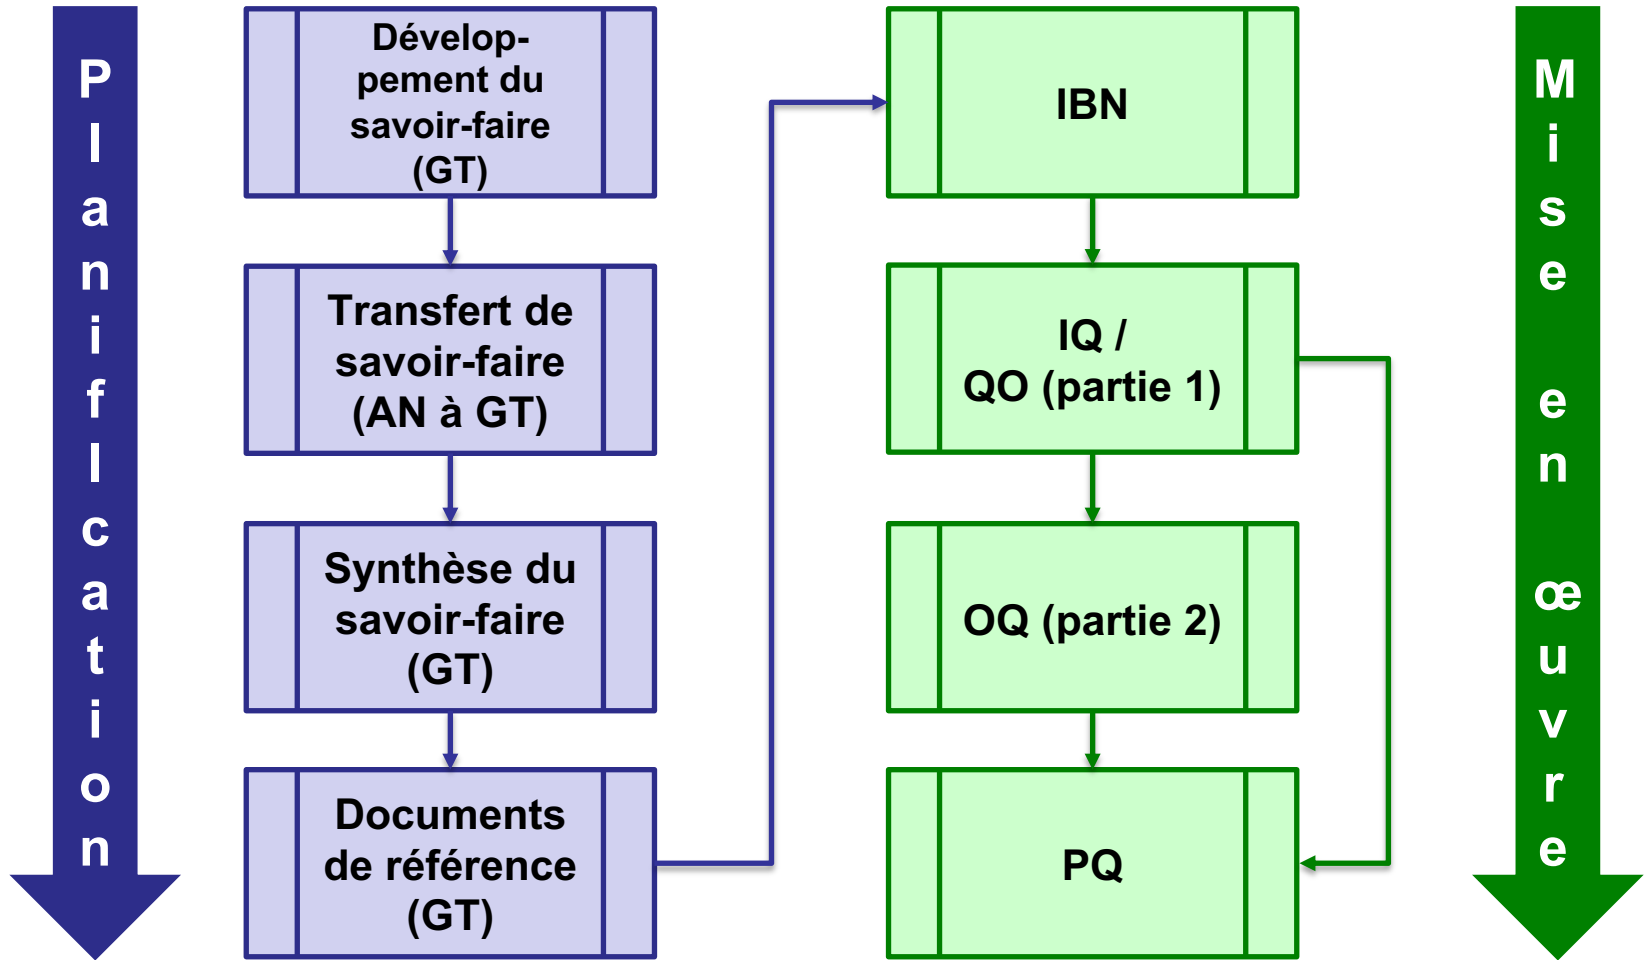 PlanifIcation
Dévelop-
pement du
savoir-faire
(GT)
Transfert de
savoir-faire
(AN à GT)
Synthèse du
savoir-faire
(GT)
Documents
de référence
(GT)
IBN
IQ /
QO (partie 1)
OQ (partie 2)
PQ
Mise en œuvre